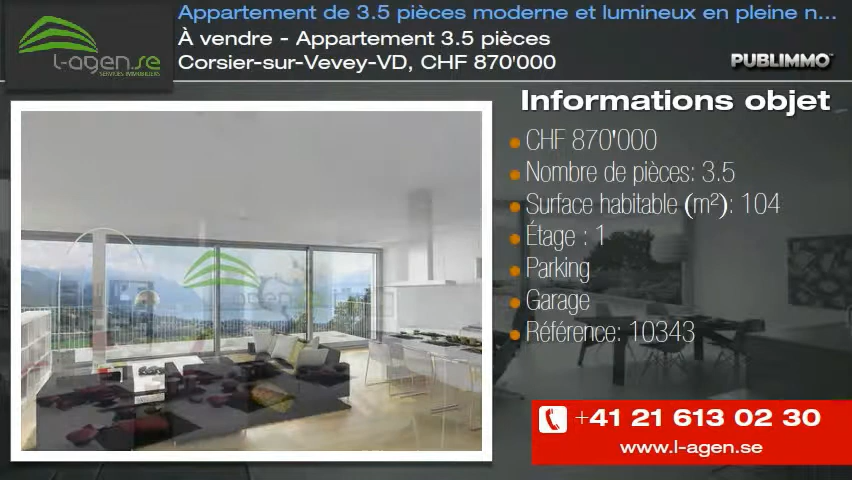 Appartement de 3.5 pièces moderne et lumineux en pleine n...
À vendre - Appartement 3.5 pièces
Corsier-sur-Vevey-VD, CHF 870'000
l-agen.se
SERVICES IMMOBILIERS
PUBLIMMO
Informations objet
CHF 870'000
Nombre de pièces: 3.5
Surface habitable (m²): 104
Étage : 1
Parking
Garage
Référence: 10343
+41 21 613 02 30
www.l-agen.se